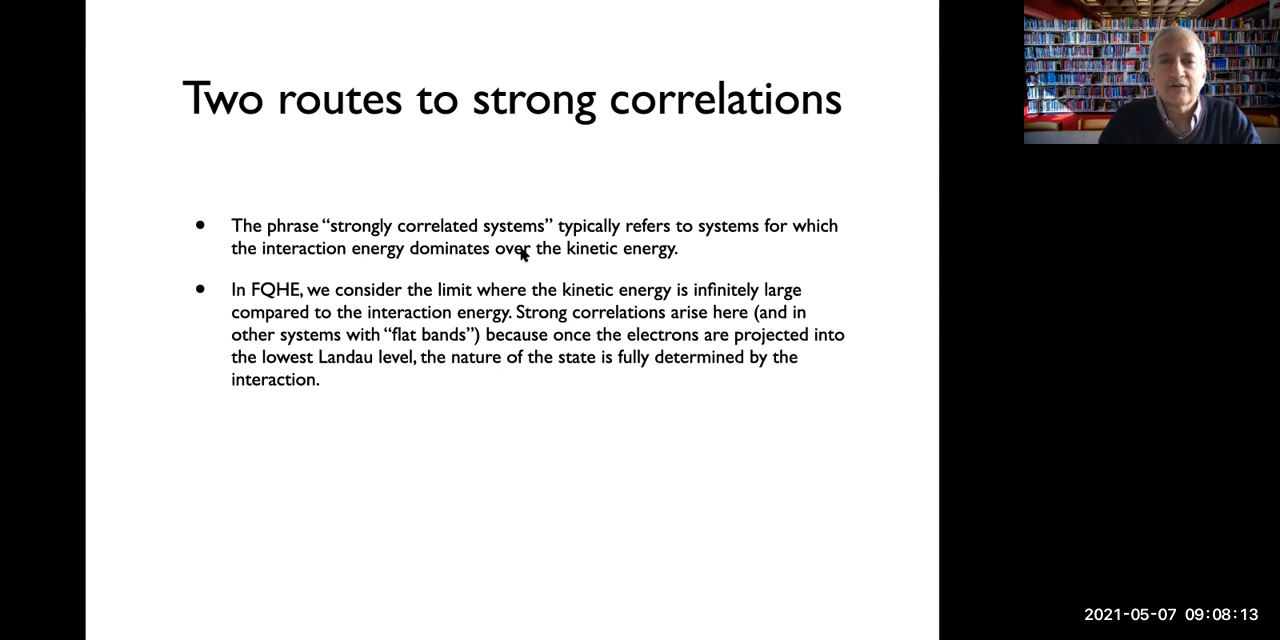 Two routes to strong correlations
• The phrase “strongly correlated systems” typically refers to systems for which
the interaction energy dominates over the kinetic energy.
• In FQHE, we consider the limit where the kinetic energy is infinitely large
compared to the interaction energy. Strong correlations arise here (and in
other systems with “flat bands”) because once the electrons are projected into
the lowest Landau level, the nature of the state is fully determined by the
interaction.
2021-05-07 09:08:13